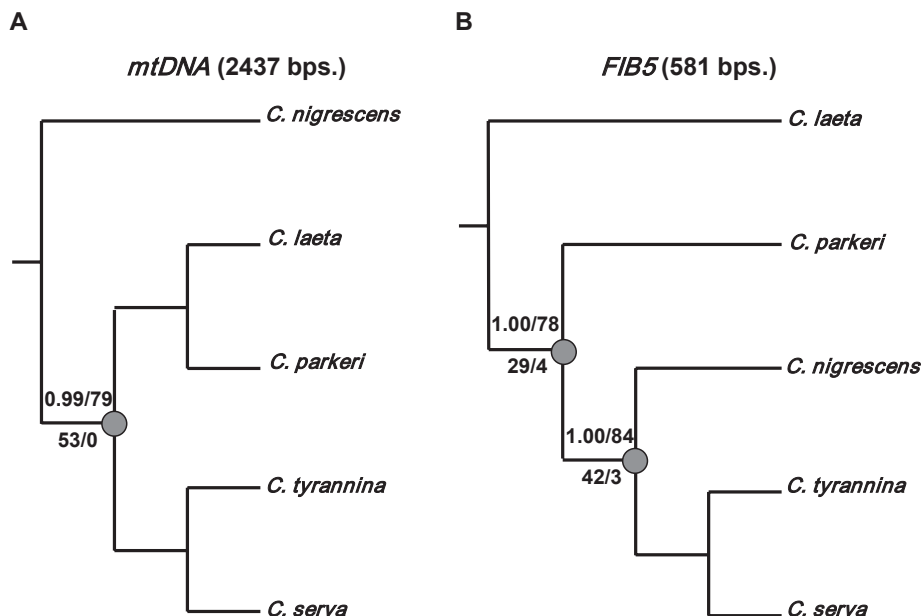 A
mtDNA (2437 bps.)
C. nigrescens
C. laeta
C. parkeri
0.99/79
53/0
C. tyrannina
C. serva
B
FIB5 (581 bps.)
C. laeta
C. parkeri
1.00/78
29/4
C. nigrescens
1.00/84
42/3
C. tyrannina
C. serva